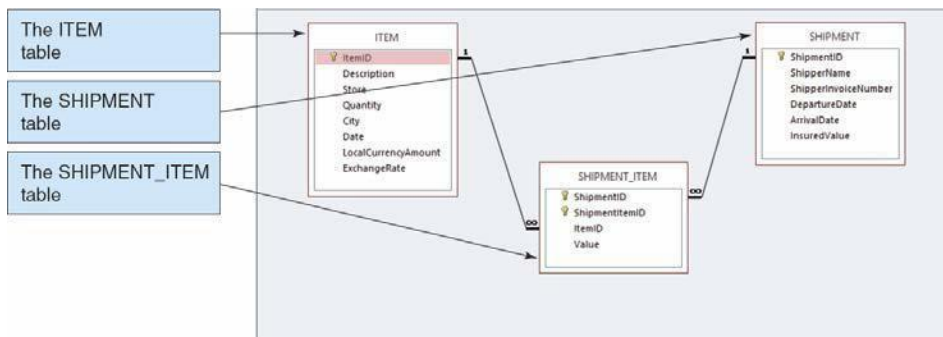 The ITEM
table
The SHIPMENT
table
The SHIPMENT_ITEM
table
ITEM
ItemID
Description
Store
Quantity
City
Date
LocalCurrencyAmount
ExchangeRate
1
∞
SHIPMENT_ITEM
ShipmentID
ShipmentItemID
ItemID
Value
∞
1
SHIPMENT
ShipmentID
ShipperName
ShipperInvoiceNumber
DepartureDate
ArrivalDate
InsuredValue